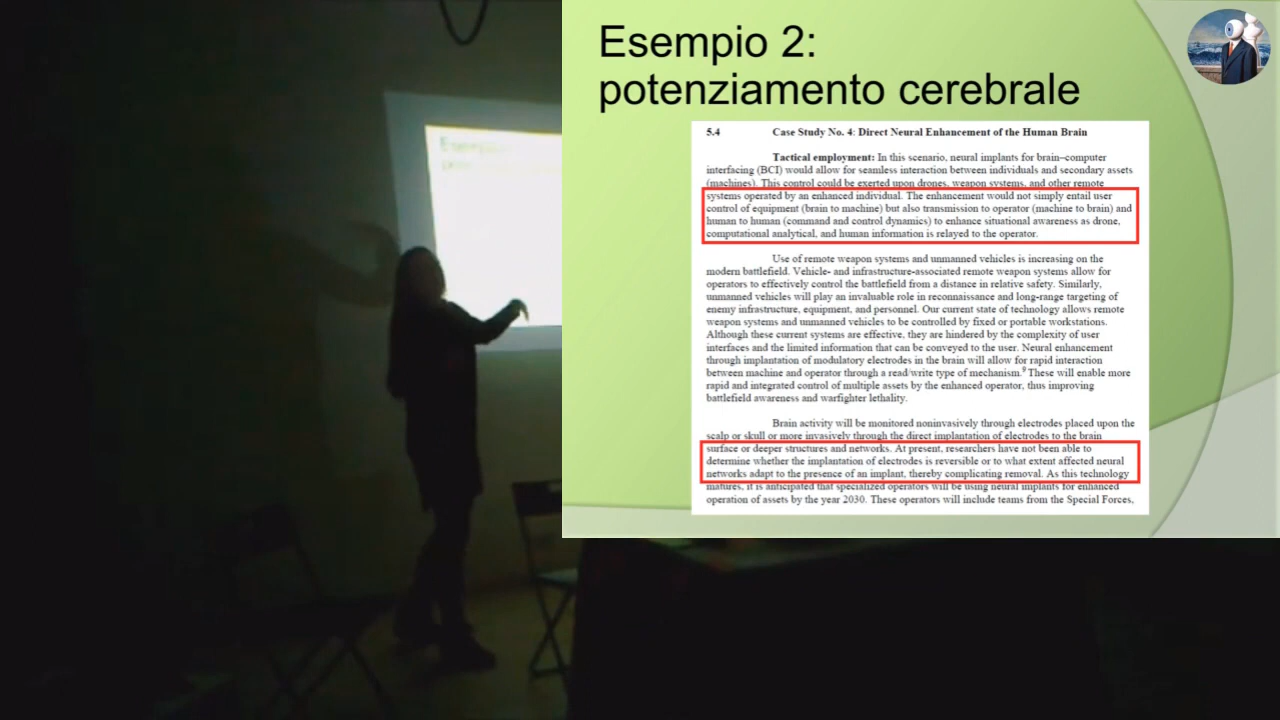 Esempio 2:
potenziamento cerebrale
5.4 Case Study No. 4: Direct Neural Enhancement of the Human Brain
Tactical employment: In this scenario, neural implants for brain–computer
interfacing (BCI) would allow for seamless interaction between individuals and secondary assets
(machines). This control could be exerted upon drones, weapon systems, and other remote
systems operated by an enhanced individual. The enhancement would not simply entail user
control of equipment (brain to machine) but also transmission to operator (machine to brain) and
human to human (command and control dynamics) to enhance situational awareness as drone,
computational analytical, and human information is relayed to the operator.
Use of remote weapon systems and unmanned vehicles is increasing on the
modern battlefield. Vehicle- and infrastructure-associated remote weapon systems allow for
operators to effectively control the battlefield from a distance in relative safety. Similarly,
unmanned vehicles will play an invaluable role in reconnaissance and long-range targeting of
enemy infrastructure, equipment, and personnel. Our current state of technology allows remote
weapon systems and unmanned vehicles to be controlled by fixed or portable workstations.
Although these current systems are effective, they are hindered by the complexity of user
interfaces and the limited information that can be conveyed to the user. Neural enhancement
through implantation of modulatory electrodes in the brain will allow for rapid interaction
between machine and operator through a read/write type of mechanism.⁹ These will enable more
rapid and integrated control of multiple assets by the enhanced operator, thus improving
battlefield awareness and warfighter lethality.
Brain activity will be monitored noninvasively through electrodes placed upon the
scalp or skull or more invasively through the direct implantation of electrodes to the brain
surface or deeper structures and networks. At present, researchers have not been able to
determine whether the implantation of electrodes is reversible or to what extent affected neural
networks adapt to the presence of an implant, thereby complicating removal. As this technology
matures, it is anticipated that specialized operators will be using neural implants for enhanced
operation of assets by the year 2030. These operators will include teams from the Special Forces,